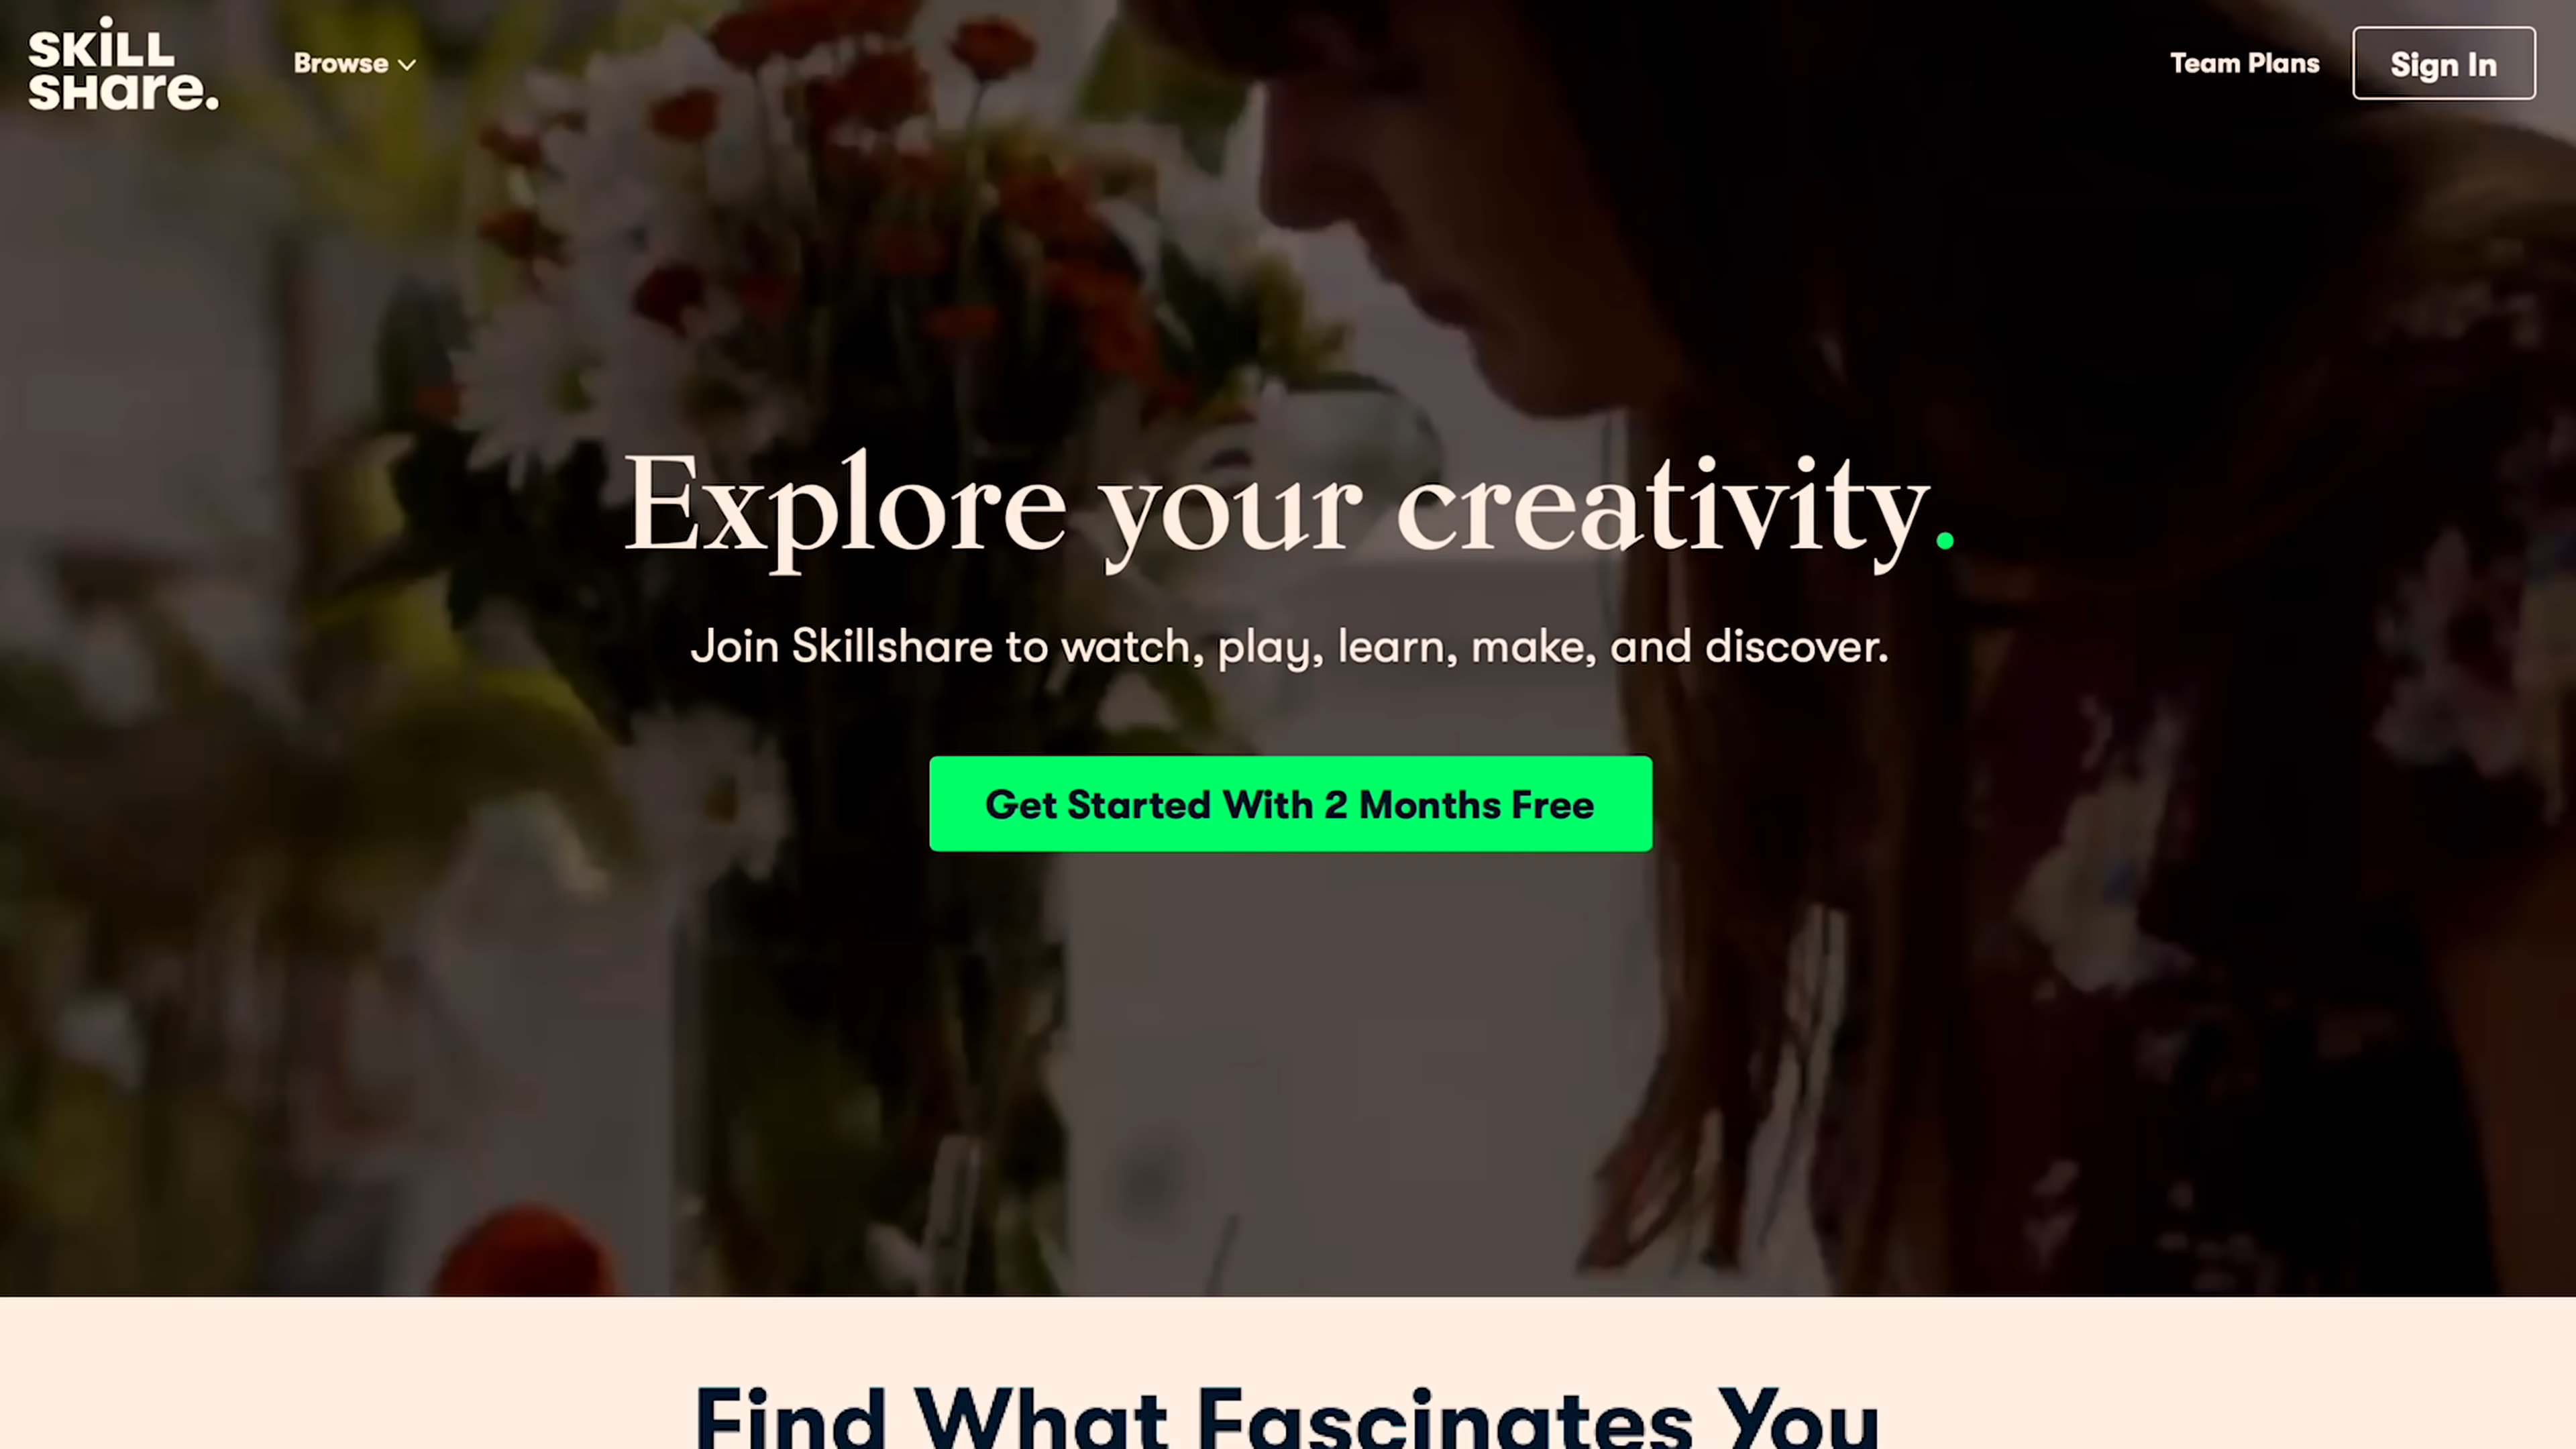 SKiLL
SHare.
Browse
Team Plans
Sign In
Explore your creativity.
Join Skillshare to watch, play, learn, make, and discover.
Get Started With 2 Months Free
Find What Fascinates You